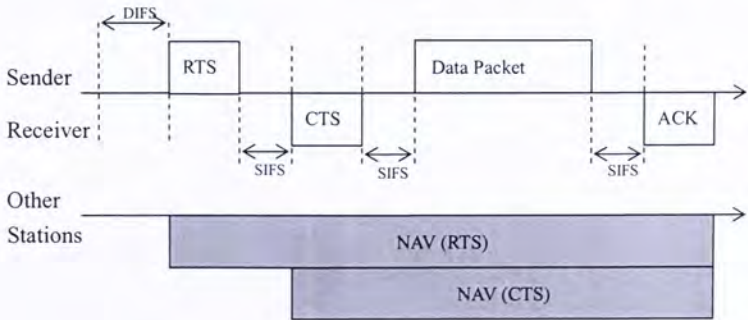 DIFS
RTS
Data Packet
Sender
Receiver
CTS
ACK
SIFS
SIFS
SIFS
Other
Stations
NAV (RTS)
NAV (CTS)